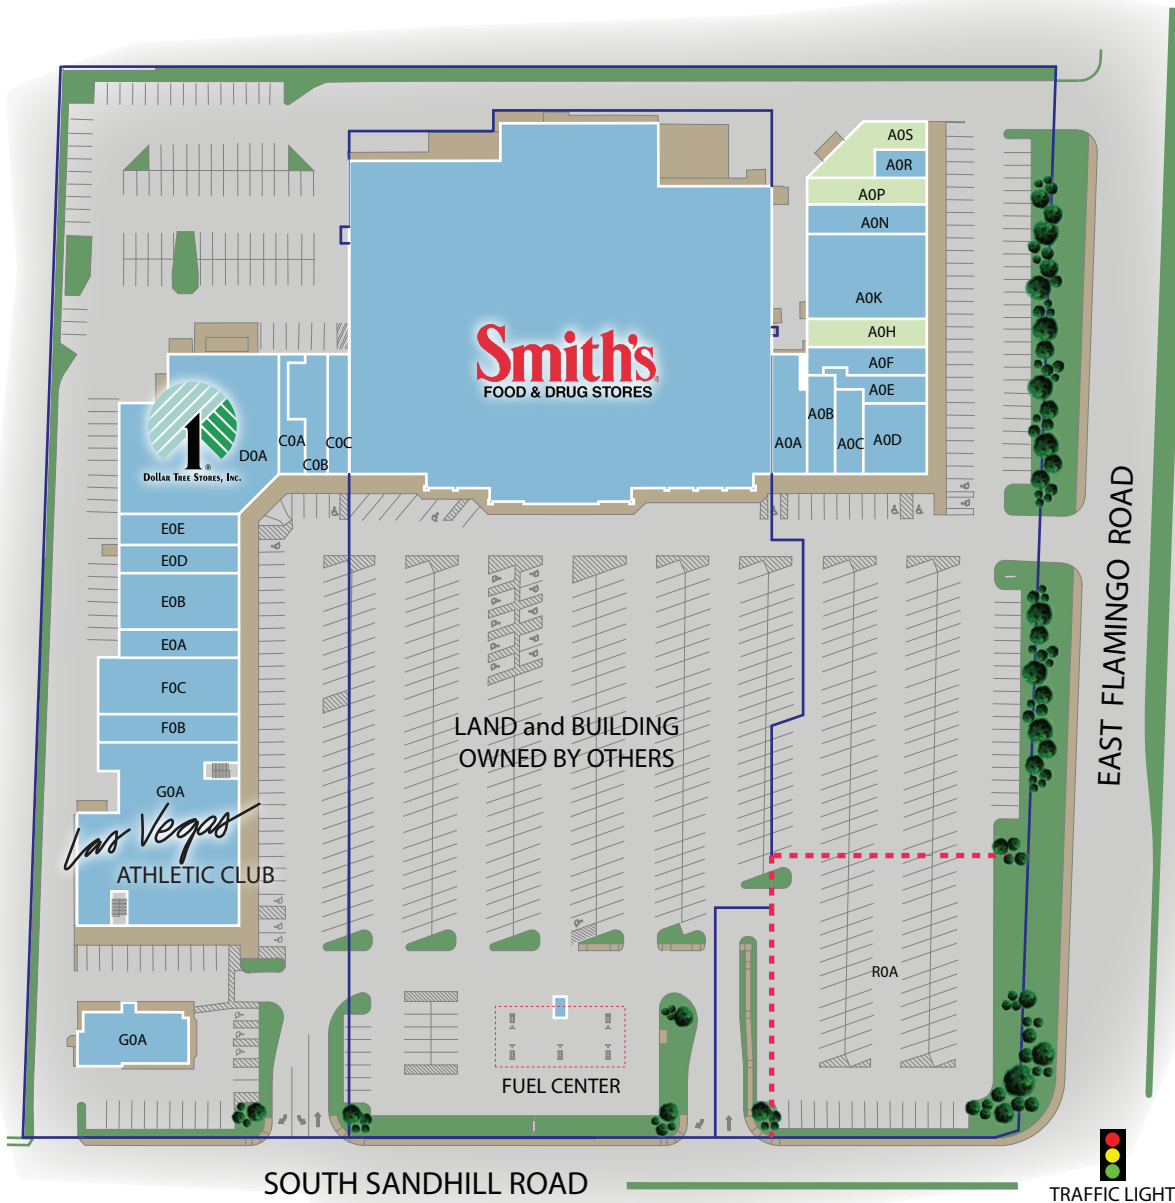 A0S
A0R
A0P
A0N
A0K
A0H
A0F
A0E
A0B
A0A
A0C
A0D
Smith's
FOOD & DRUG STORES
1
DOLLAR TREE STORES, INC.
D0A
C0A
C0B
C0C
E0E
E0D
E0B
E0A
F0C
F0B
G0A
Las Vegas
ATHLETIC CLUB
LAND and BUILDING
OWNED BY OTHERS
EAST FLAMINGO ROAD
R0A
G0A
FUEL CENTER
SOUTH SANDHILL ROAD
TRAFFIC LIGHT